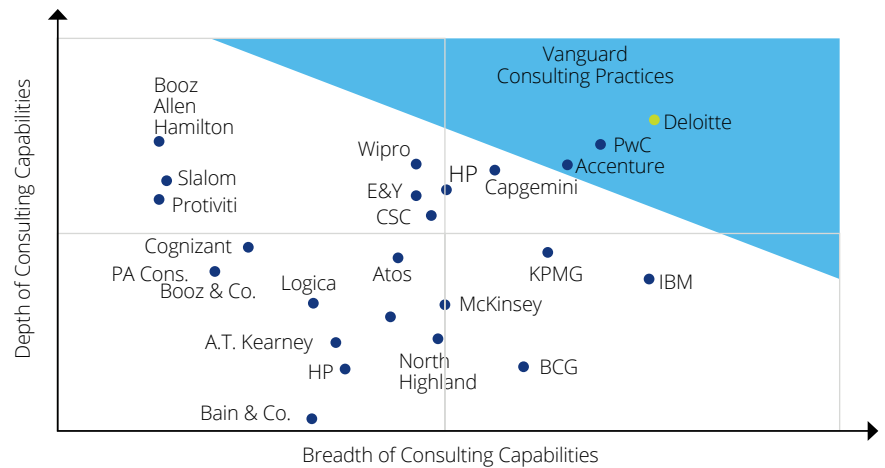 Depth of Consulting Capabilities
Vanguard
Consulting Practices
Booz
Allen
Hamilton
Deloitte
PwC
Accenture
Wipro
HP
Capgemini
E&Y
CSC
Slalom
Protiviti
Cognizant
PA Cons.
Booz & Co.
Logica
Atos
KPMG
IBM
McKinsey
A.T. Kearney
HP
North
Highland
BCG
Bain & Co.
Breadth of Consulting Capabilities